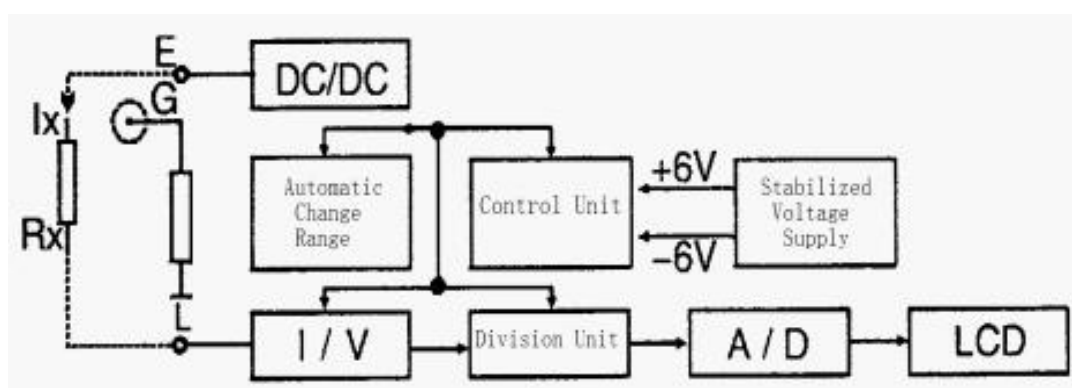 E
DC/DC
G
Ix
Rx
Automatic
Change
Range
Control Unit
+6V
-6V
Stabilized
Voltage
Supply
L
I / V
Division Unit
A / D
LCD